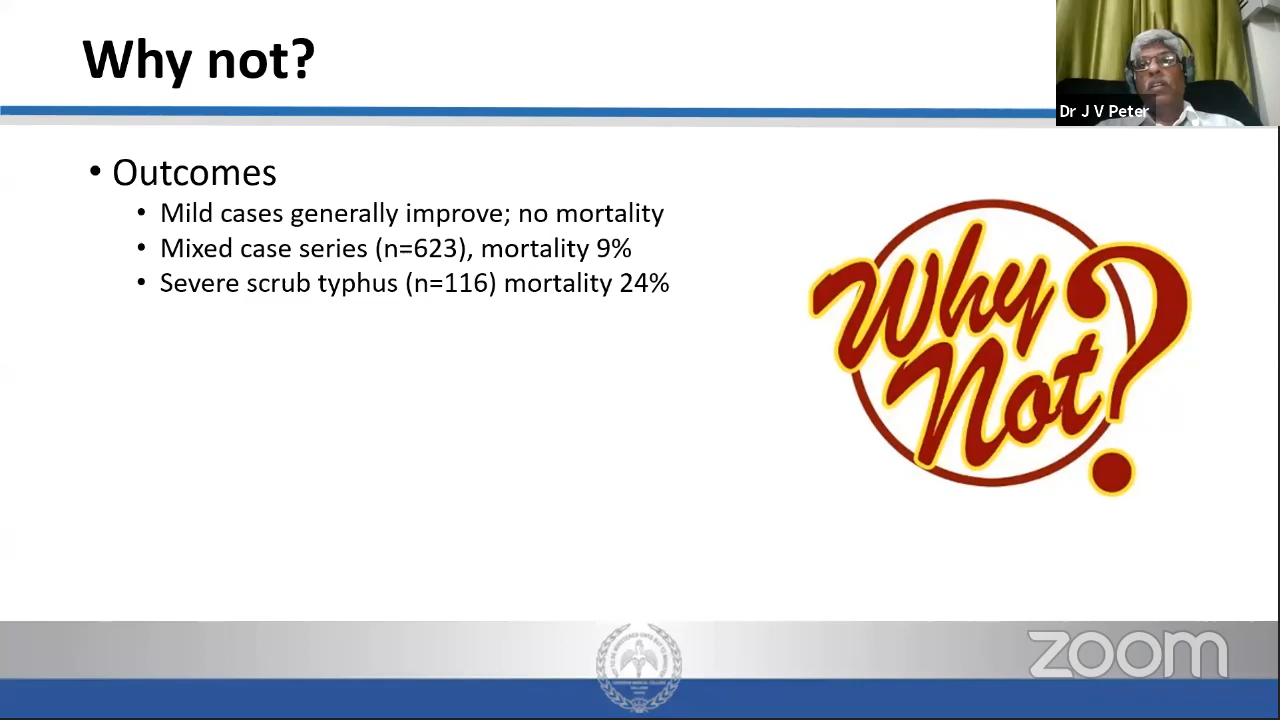 Why not?
Dr J V Peter
• Outcomes
• Mild cases generally improve; no mortality
• Mixed case series (n=623), mortality 9%
• Severe scrub typhus (n=116) mortality 24%
Why
Not?
zoom